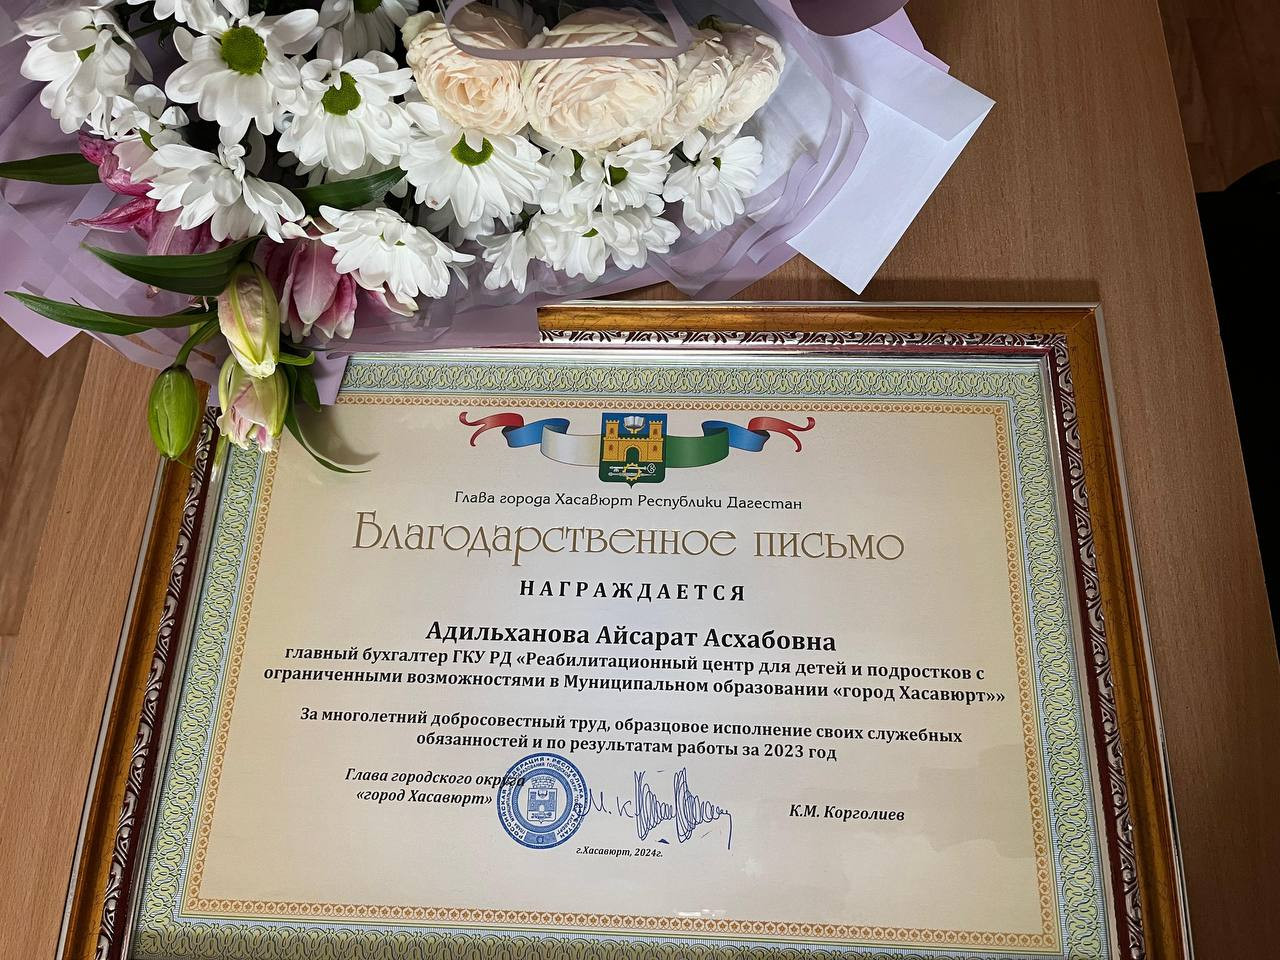 Глава города Хасавюрт Республики Дагестан
Благодарственное письмо
НАГРАЖДАЕТСЯ
Адильханова Айсарат Асхабовна
главный бухгалтер ГКУ РД «Реабилитационный центр для детей и подростков с
ограниченными возможностями в Муниципальном образовании «город Хасавюрт»»
За многолетний добросовестный труд, образцовое исполнение своих служебных
обязанностей и по результатам работы за 2023 год
Глава городского округа
«город Хасавюрт»
К.М. Корголиев
г.Хасавюрт, 2024г.